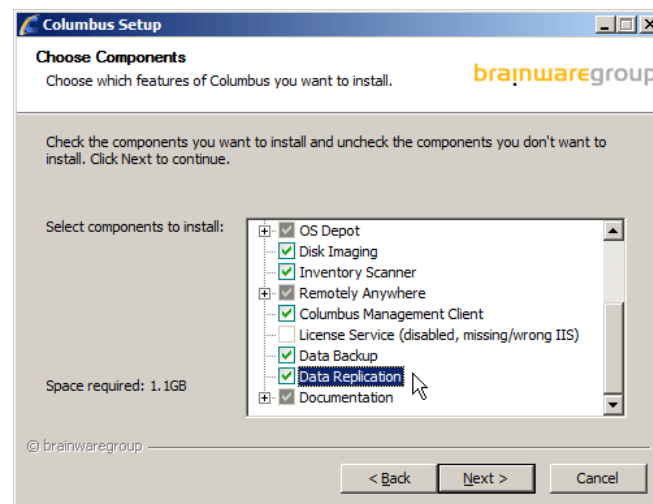 Columbus Setup
Choose Components
Choose which features of Columbus you want to install.
brainwaregroup
Check the components you want to install and uncheck the components you don't want to
install. Click Next to continue.
Select components to install:
OS Depot
Disk Imaging
Inventory Scanner
Remotely Anywhere
Columbus Management Client
License Service (disabled, missing/wrong IIS)
Data Backup
Data Replication
Documentation
Space required: 1.1GB
© brainwaregroup
< Back
Next >
Cancel